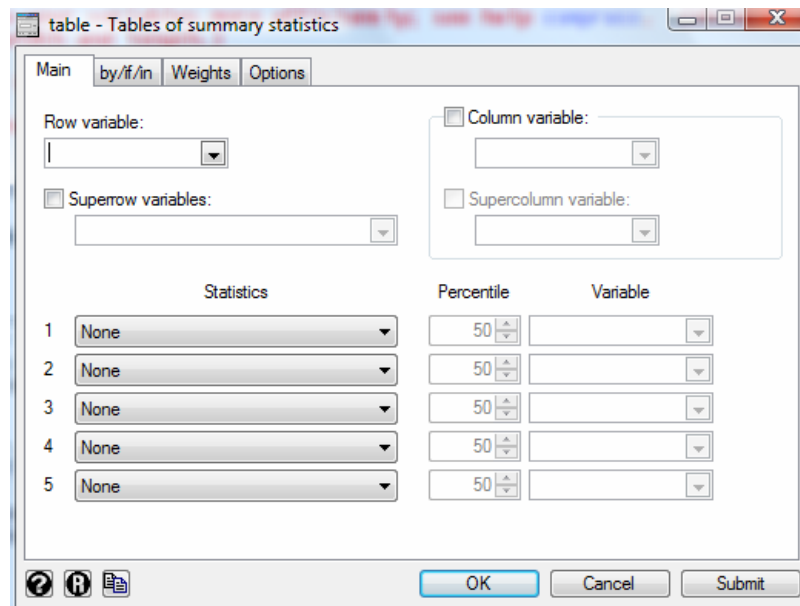 table - Tables of summary statistics
Main by/if/in Weights Options
Row variable:
Column variable:
Superrow variables:
Supercolumn variable:
Statistics Percentile Variable
1 None 50
2 None 50
3 None 50
4 None 50
5 None 50
? R OK Cancel Submit